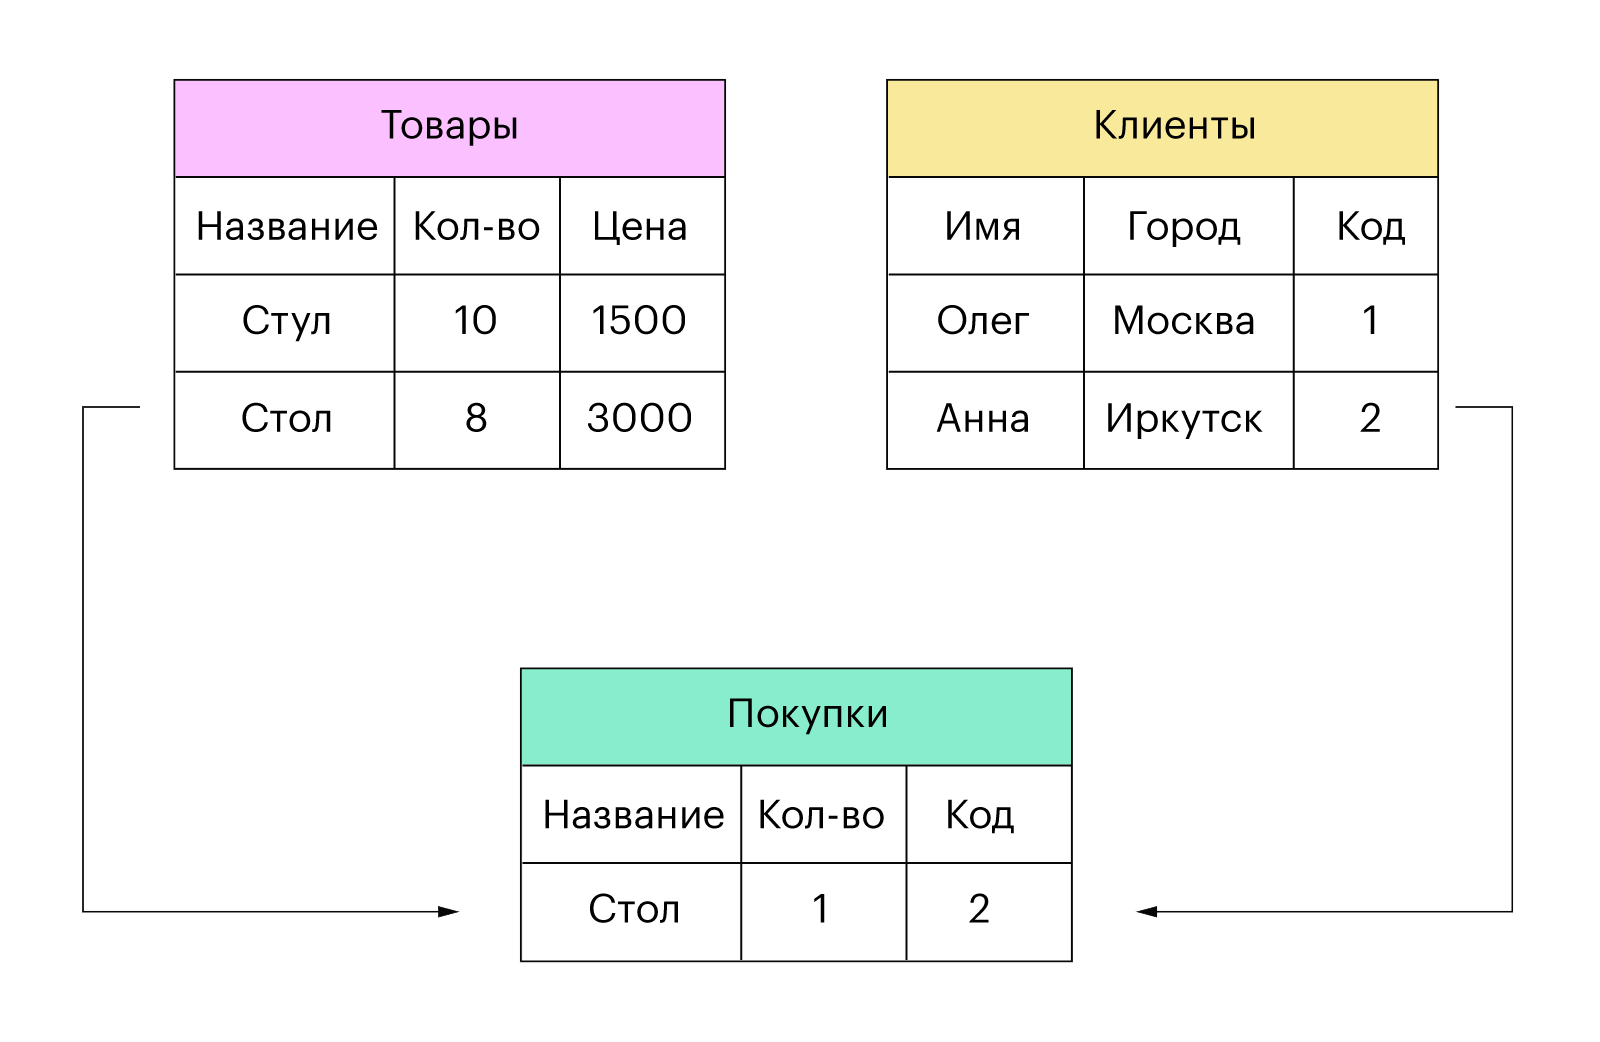 Товары
Название Кол-во Цена
Стул 10 1500
Стол 8 3000
Клиенты
Имя Город Код
Олег Москва 1
Анна Иркутск 2
Покупки
Название Кол-во Код
Стол 1 2